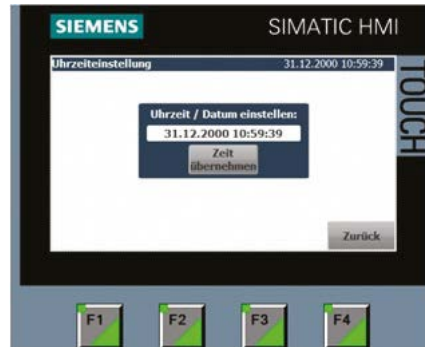 SIEMENS
SIMATIC HMI
TOUCH
Uhrzeiteinstellung 31.12.2000 10:59:39
Uhrzeit / Datum einstellen:
31.12.2000 10:59:39
Zeit
übernehmen
Zurück
F1 F2 F3 F4